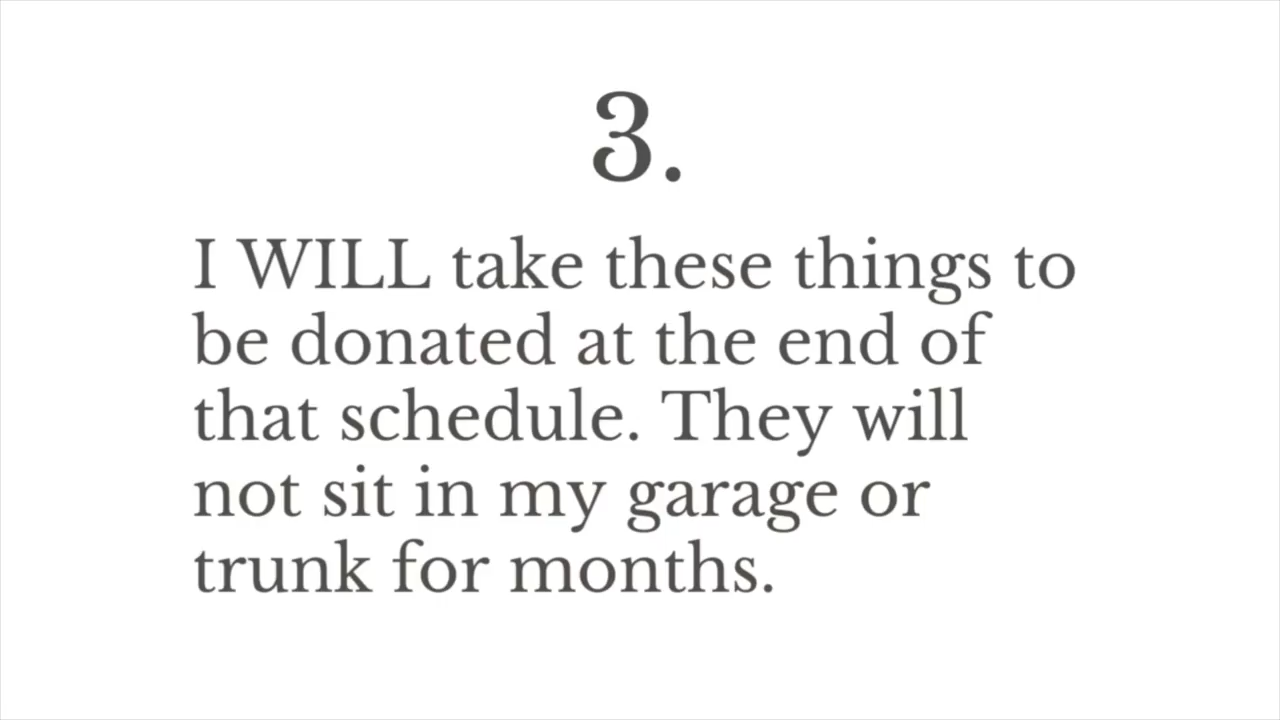 3.
I WILL take these things to
be donated at the end of
that schedule. They will
not sit in my garage or
trunk for months.